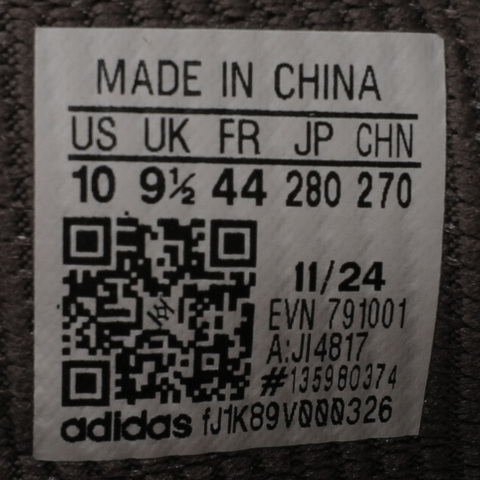 MADE IN CHINA
US UK FR JP CHN
10 9½ 44 280 270
11/24
EVN 791001
A:JI4817
#135980374
adidas fJ1K89V000326